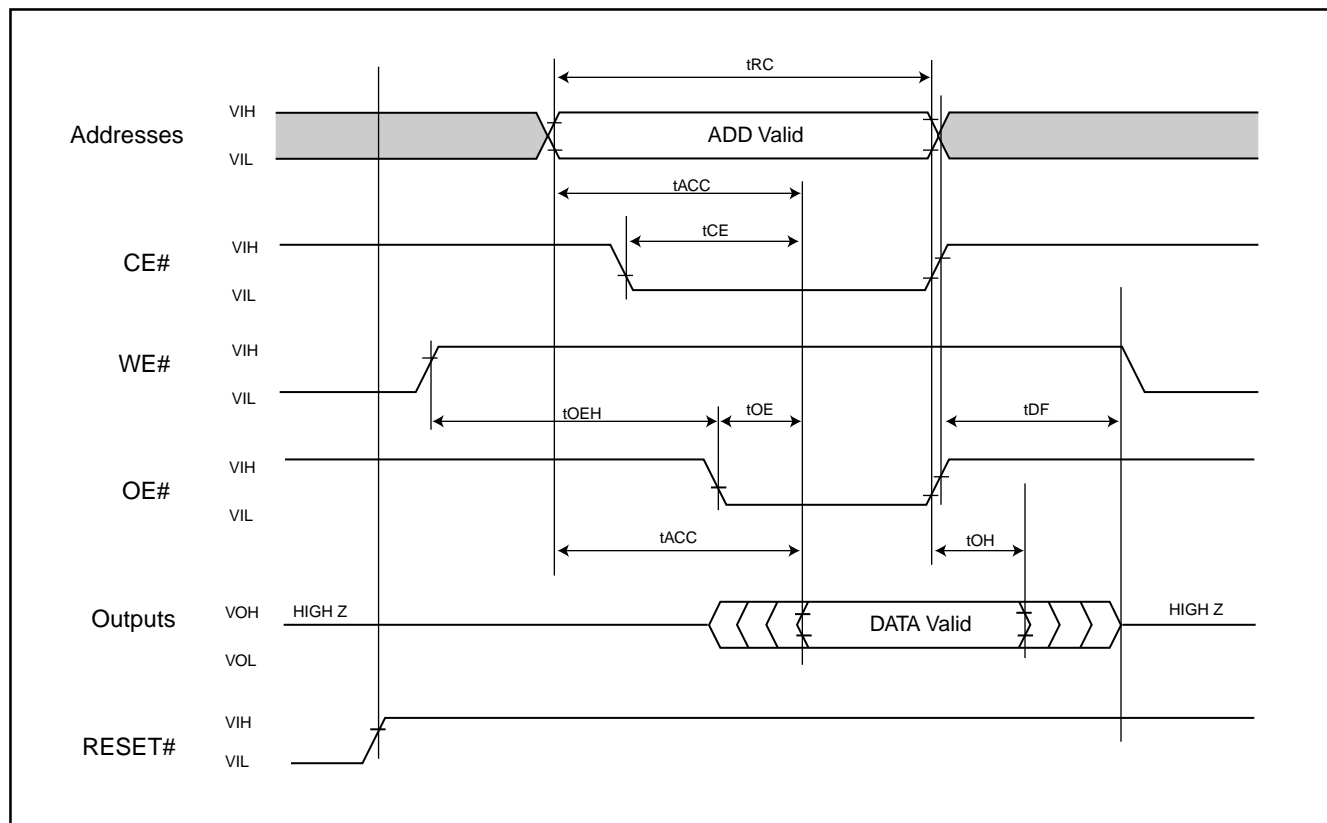 tRC
VIH
Addresses
ADD Valid
VIL
tACC
tCE
VIH
CE#
VIL
VIH
WE#
VIL
tOEH
tOE
tDF
VIH
OE#
VIL
tACC
tOH
VOH
HIGH Z
Outputs
DATA Valid
HIGH Z
VOL
VIH
RESET#
VIL